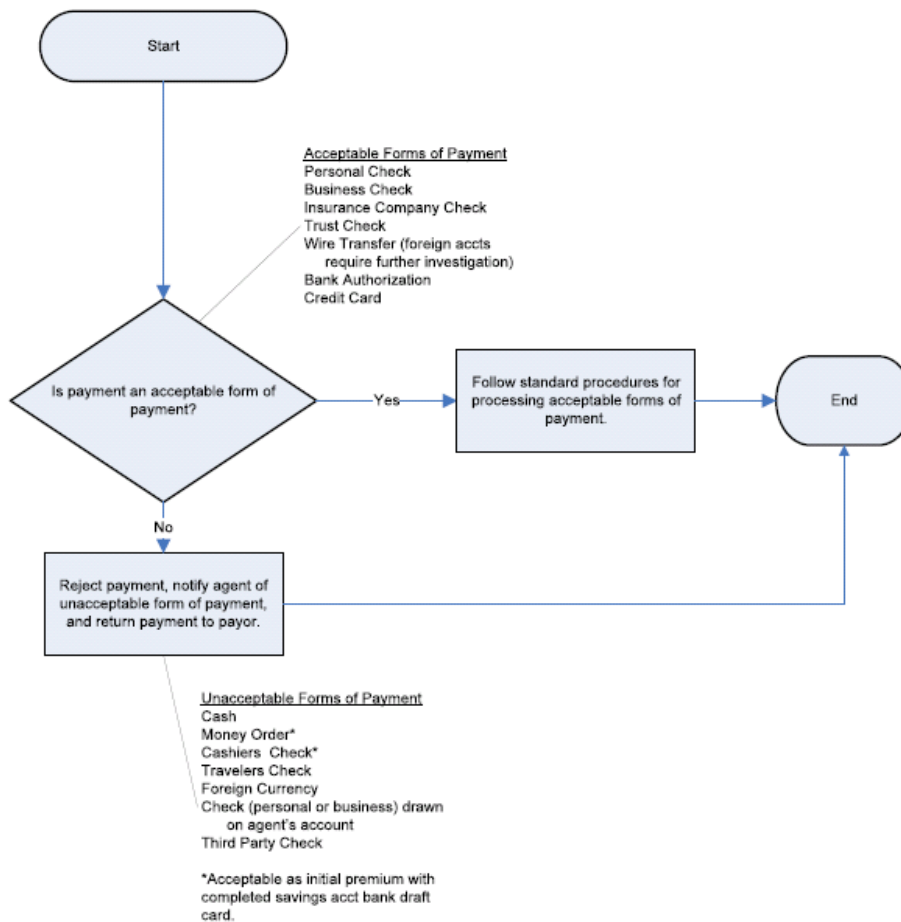 Start
Acceptable Forms of Payment
Personal Check
Business Check
Insurance Company Check
Trust Check
Wire Transfer (foreign accts
require further investigation)
Bank Authorization
Credit Card
Is payment an acceptable form of
payment?
Yes
Follow standard procedures for
processing acceptable forms of
payment.
End
No
Reject payment, notify agent of
unacceptable form of payment,
and return payment to payor.
Unacceptable Forms of Payment
Cash
Money Order*
Cashiers Check*
Travelers Check
Foreign Currency
Check (personal or business) drawn
on agent's account
Third Party Check
*Acceptable as initial premium with
completed savings acct bank draft
card.